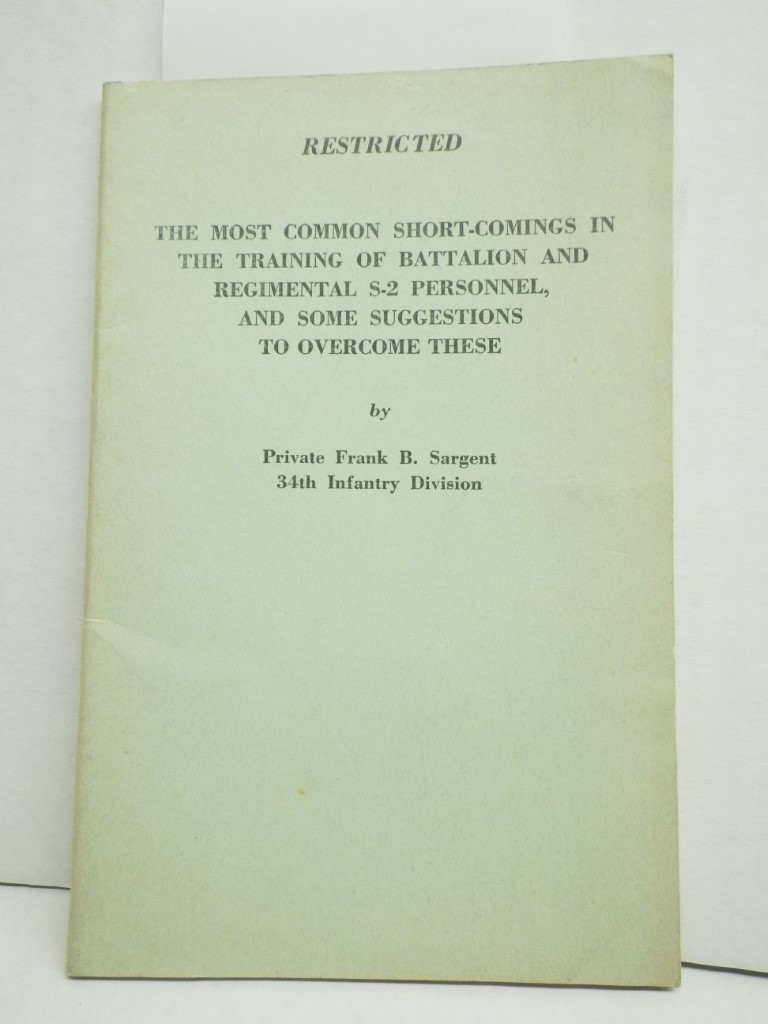 RESTRICTED
THE MOST COMMON SHORT-COMINGS IN
THE TRAINING OF BATTALION AND
REGIMENTAL S-2 PERSONNEL,
AND SOME SUGGESTIONS
TO OVERCOME THESE
by
Private Frank B. Sargent
34th Infantry Division